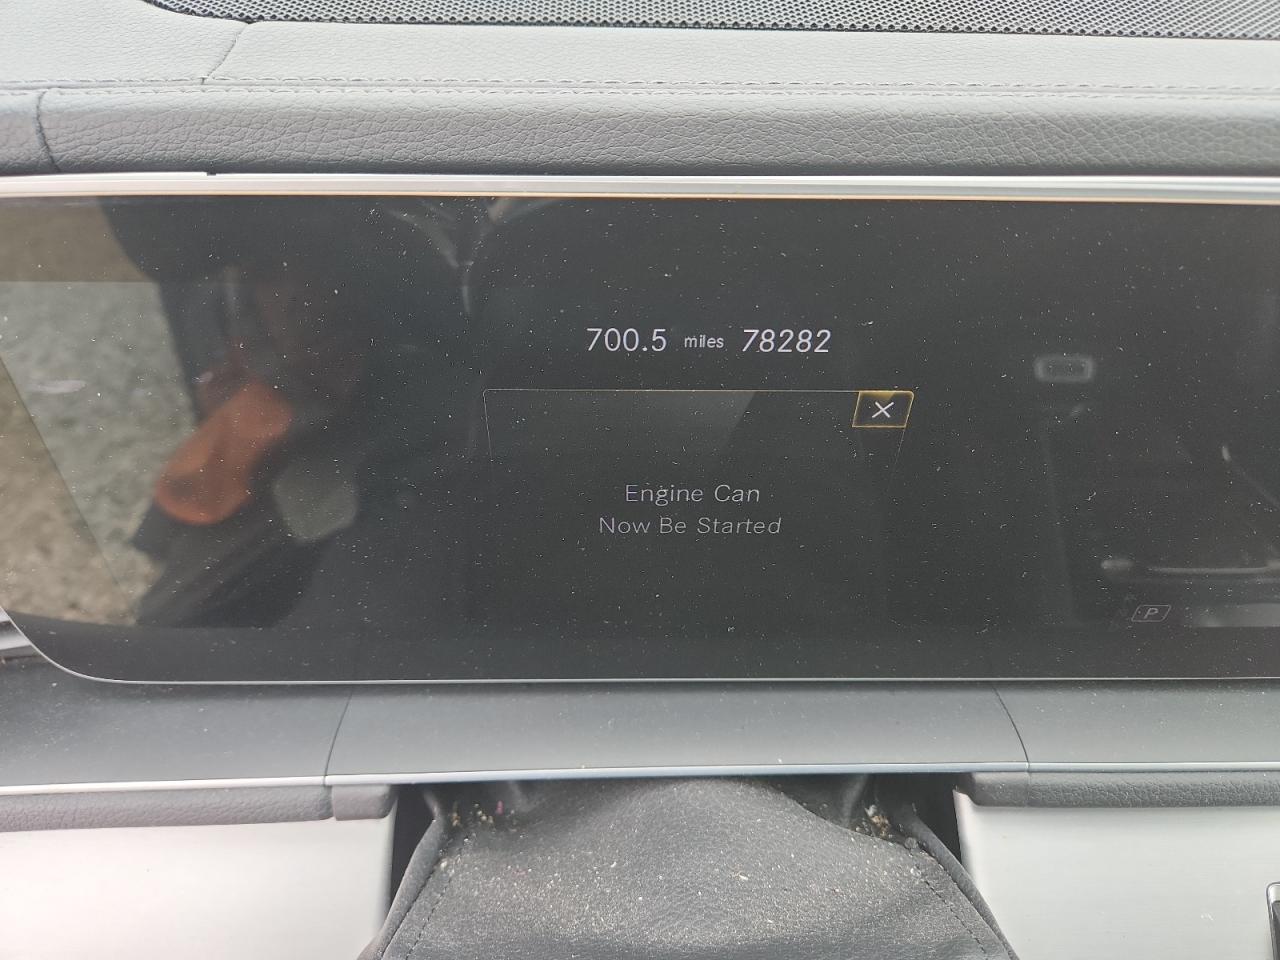 700.5 miles 78282
X
Engine Can
Now Be Started
P